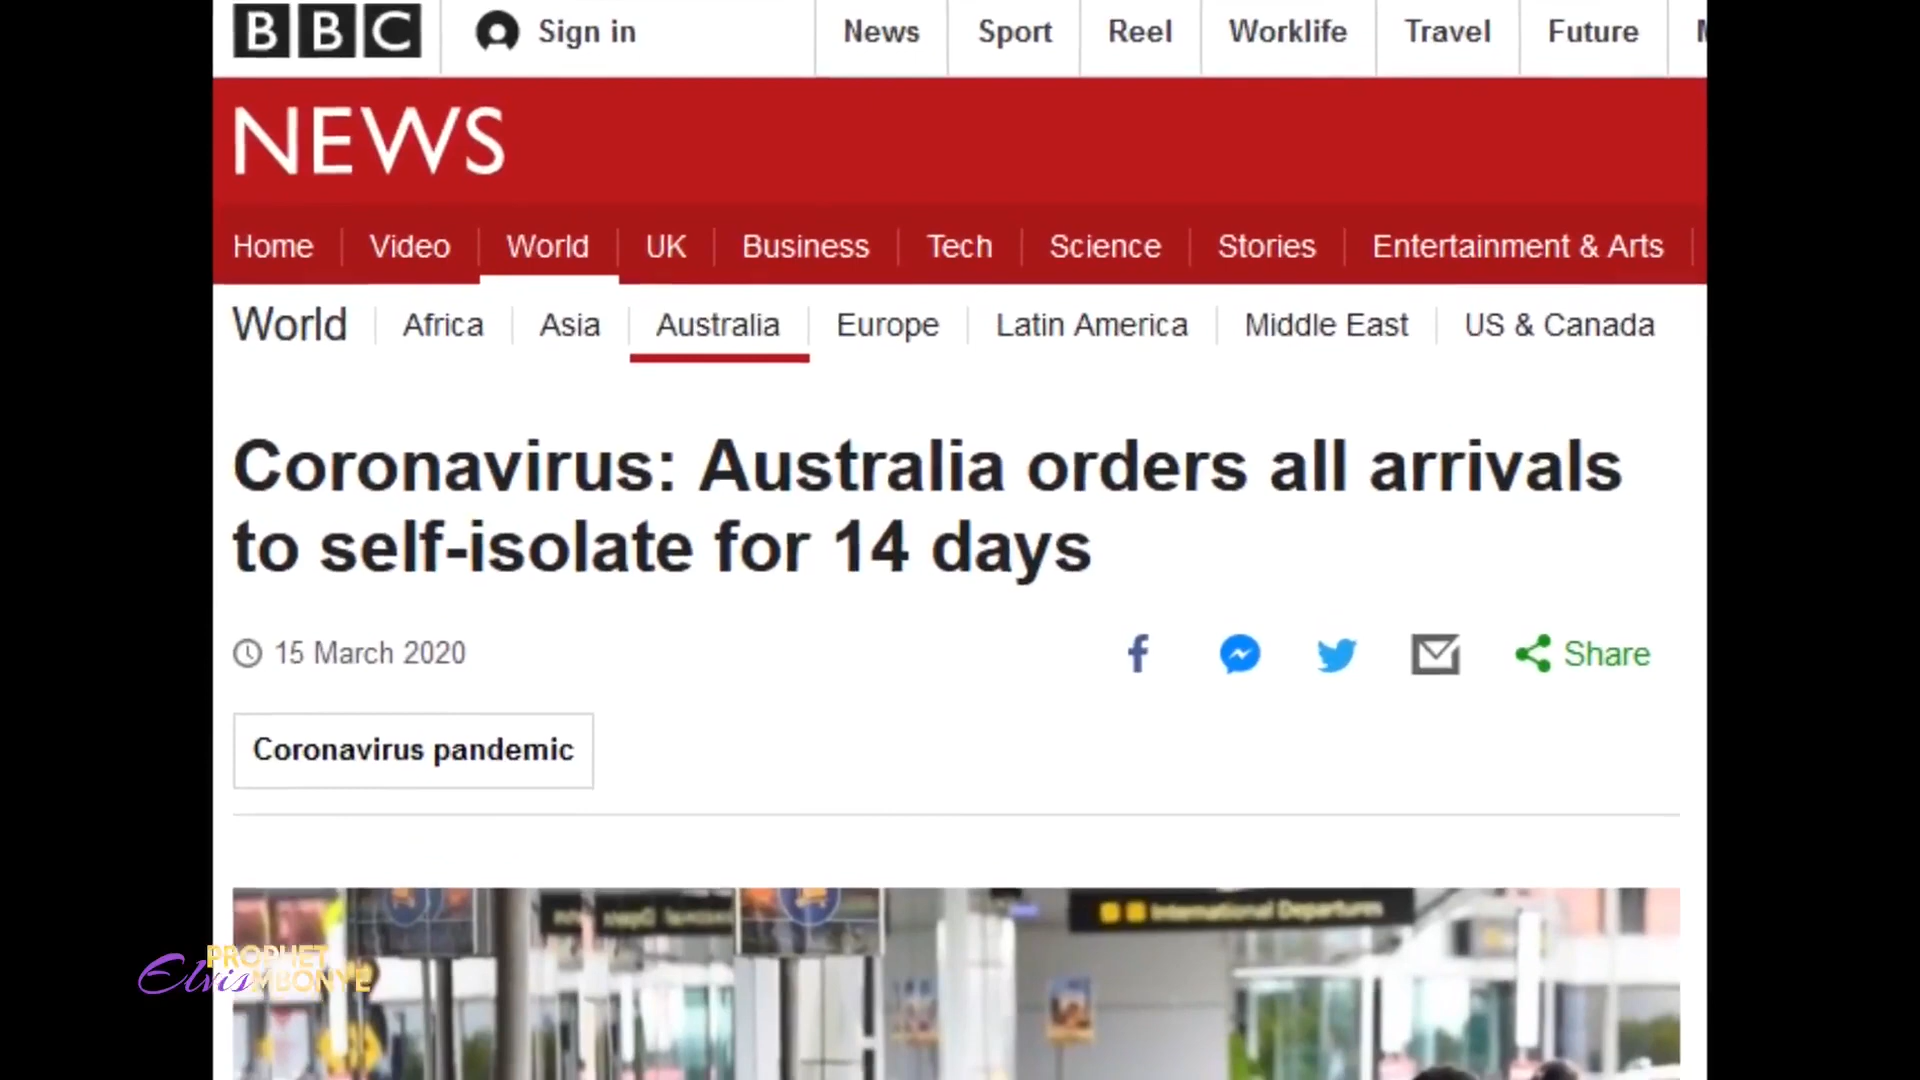 BBC
Sign in
News
Sport
Reel
Worklife
Travel
Future
NEWS
Home
Video
World
UK
Business
Tech
Science
Stories
Entertainment & Arts
World
Africa
Asia
Australia
Europe
Latin America
Middle East
US & Canada
Coronavirus: Australia orders all arrivals
to self-isolate for 14 days
15 March 2020
Share
Coronavirus pandemic
International Departures
PROPHET
Elvis MBONYE